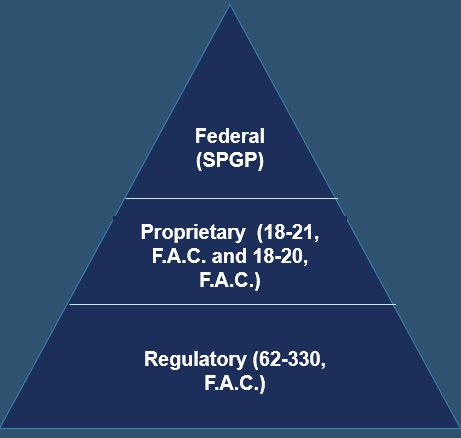 Federal
(SPGP)
Proprietary  (18-21,
F.A.C. and 18-20,
F.A.C.)
Regulatory (62-330,
F.A.C.)